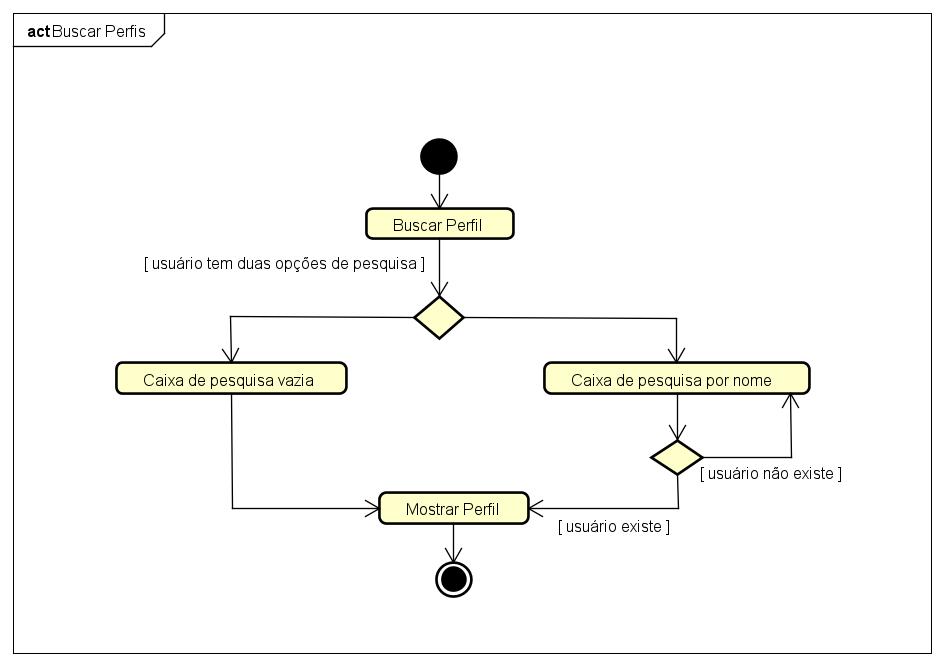 act Buscar Perfis
Buscar Perfil
[ usuário tem duas opções de pesquisa ]
Caixa de pesquisa vazia
Caixa de pesquisa por nome
[ usuário não existe ]
Mostrar Perfil
[ usuário existe ]